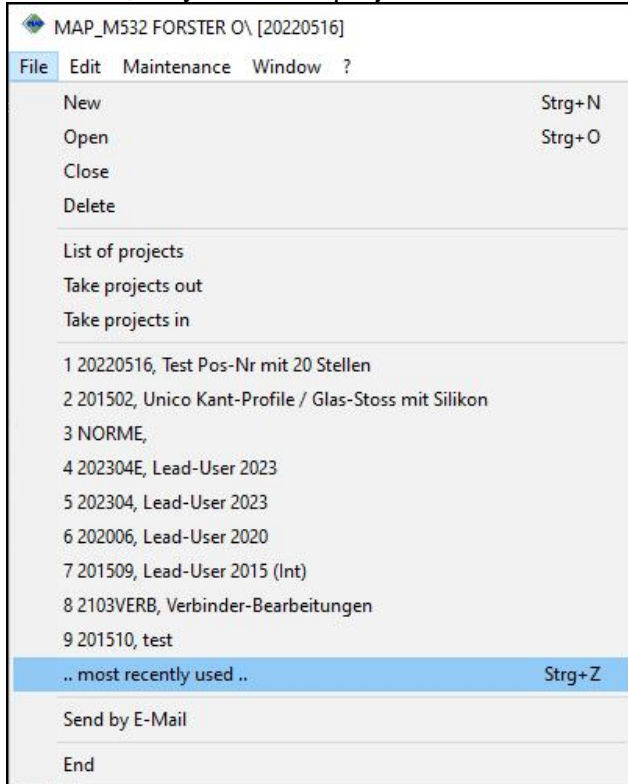 MAP_M532 FORSTER O\ [20220516]
File Edit Maintenance Window ?
New Strg+N
Open Strg+O
Close
Delete
List of projects
Take projects out
Take projects in
1 20220516, Test Pos-Nr mit 20 Stellen
2 201502, Unico Kant-Profile / Glas-Stoss mit Silikon
3 NORME,
4 202304E, Lead-User 2023
5 202304, Lead-User 2023
6 202006, Lead-User 2020
7 201509, Lead-User 2015 (Int)
8 2103VERB, Verbinder-Bearbeitungen
9 201510, test
.. most recently used .. Strg+Z
Send by E-Mail
End